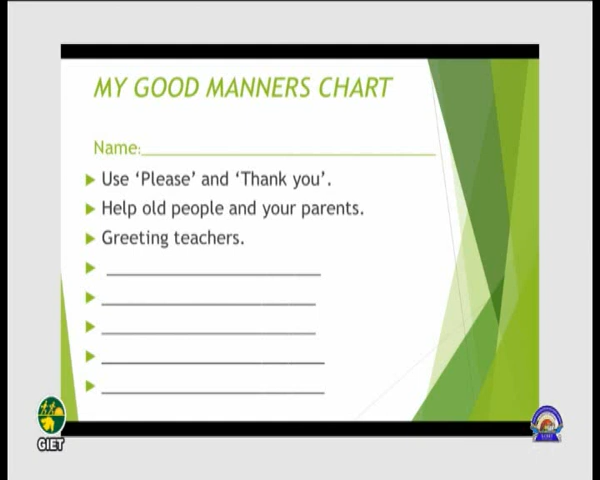 MY GOOD MANNERS CHART
Name:
Use ‘Please’ and ‘Thank you’.
Help old people and your parents.
Greeting teachers.
GIET